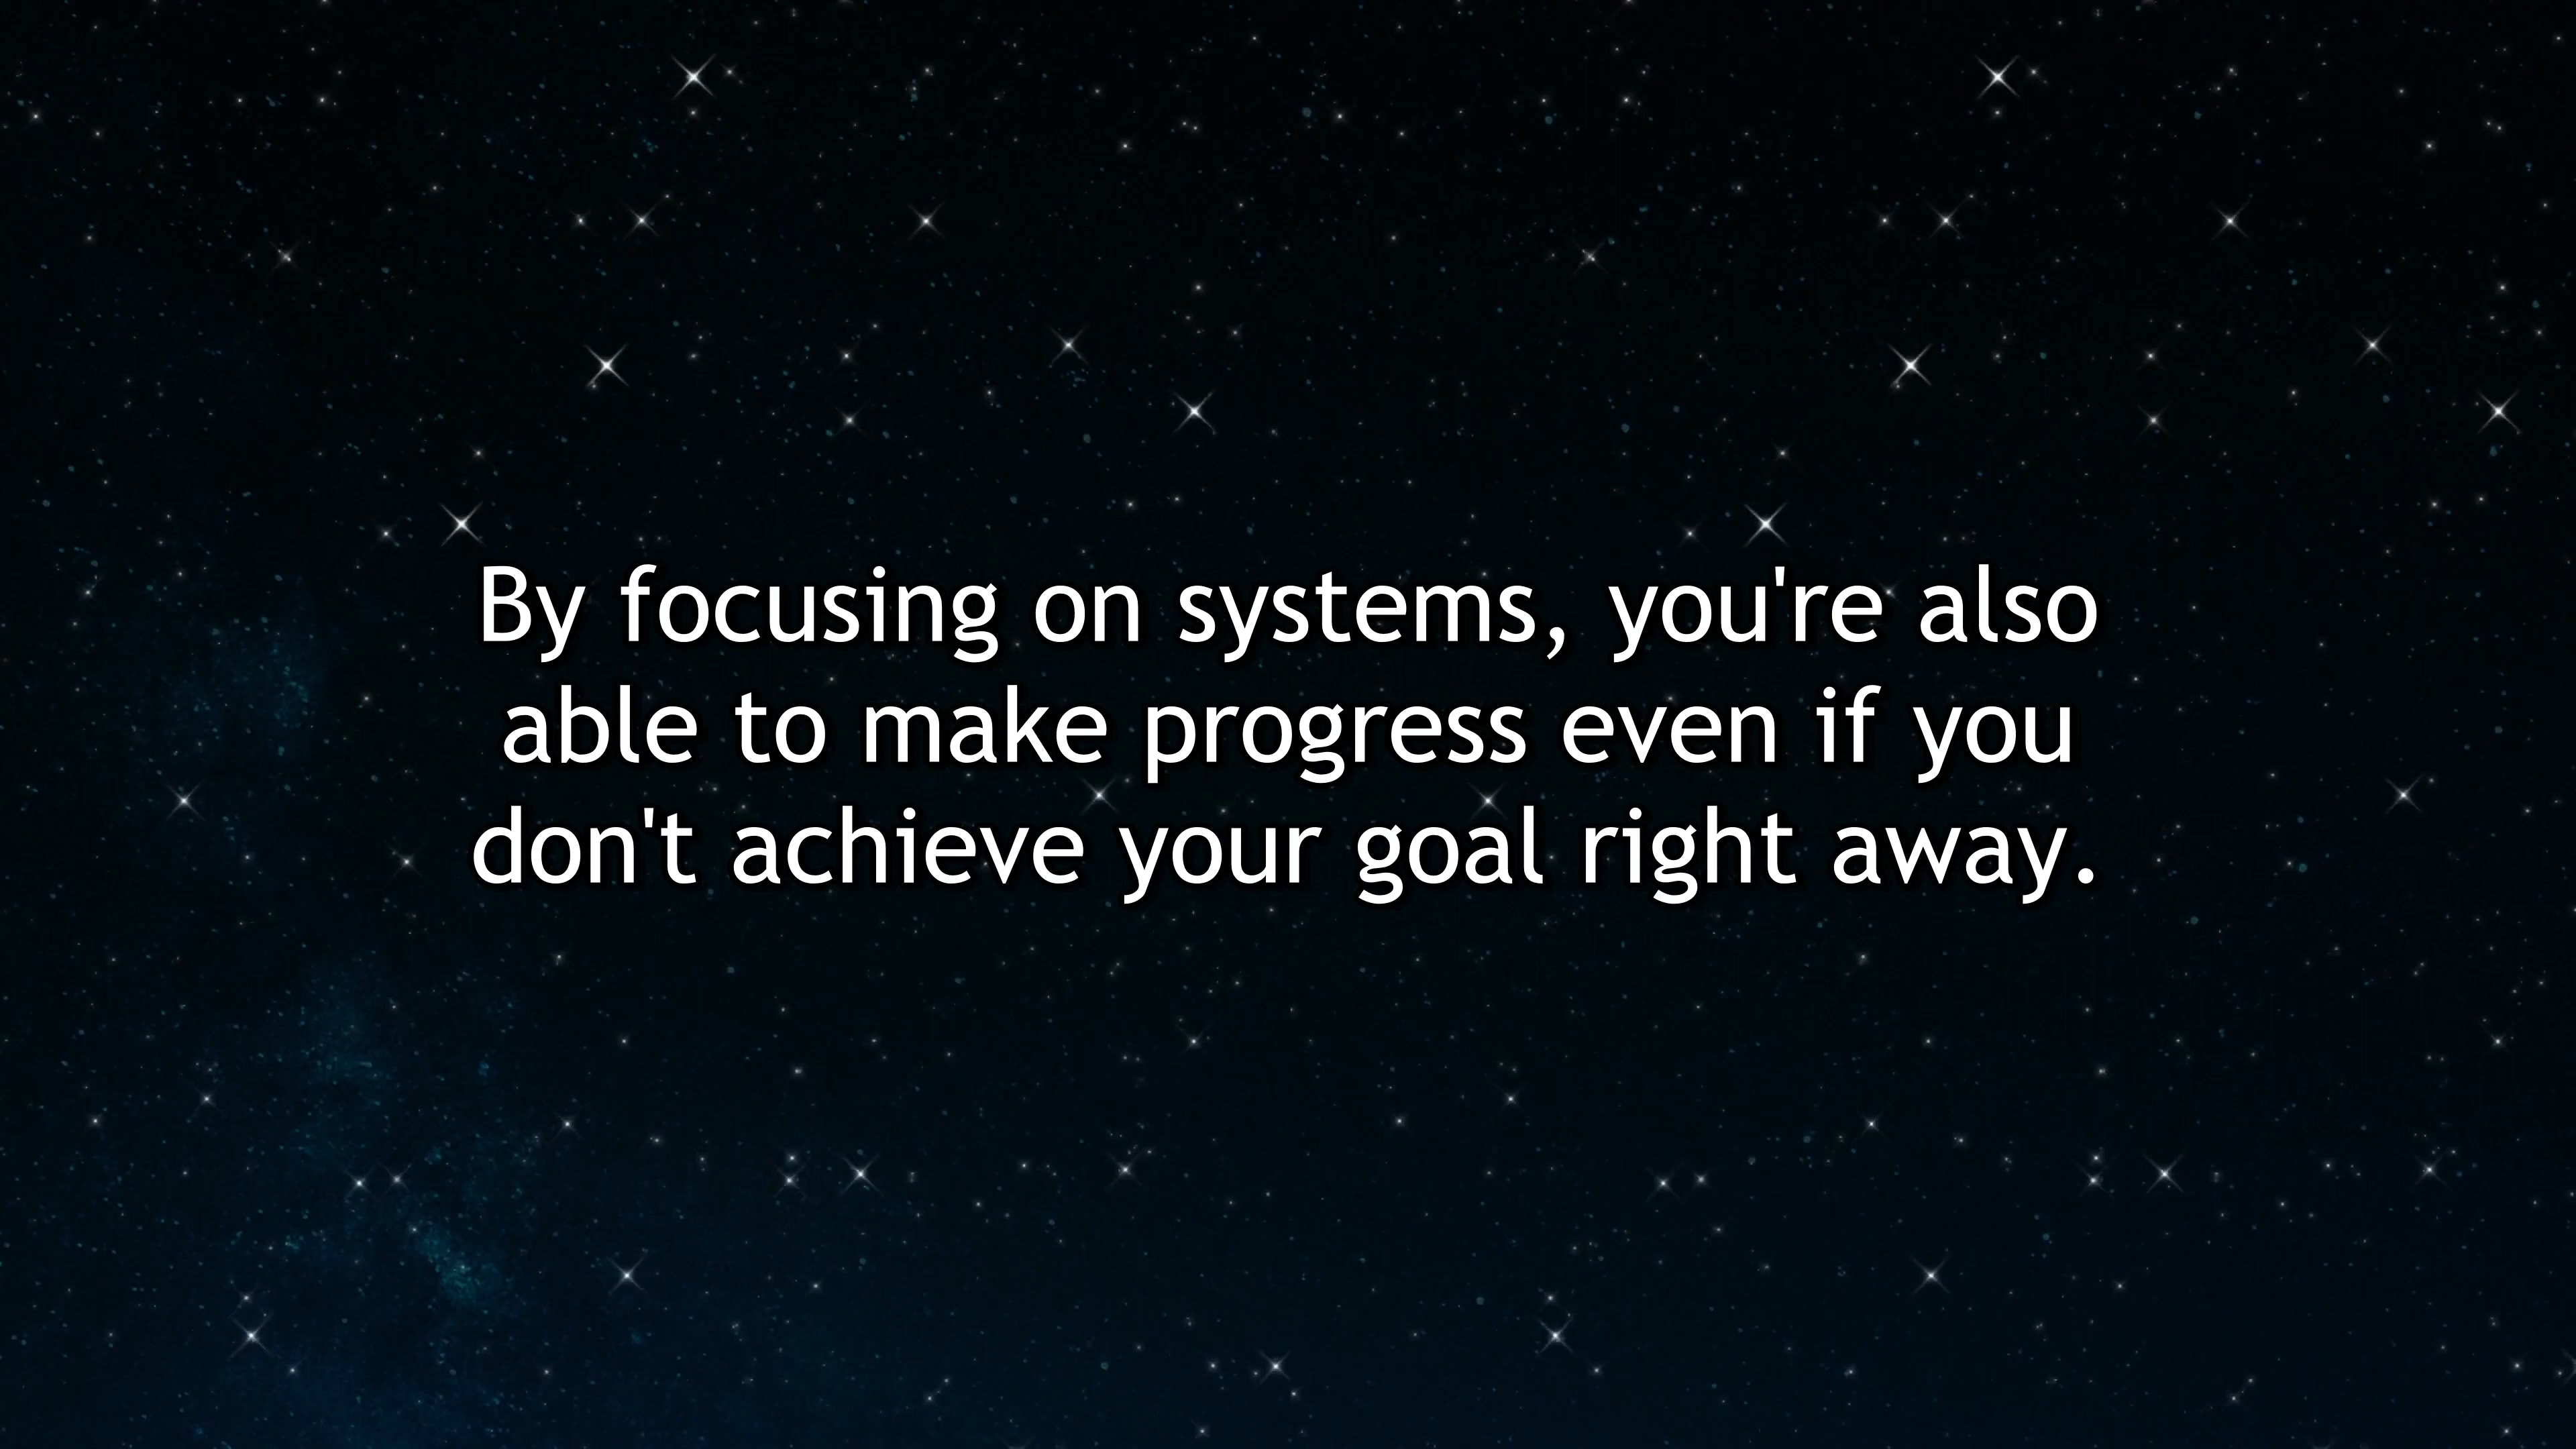 By focusing on systems, you're also
able to make progress even if you
don't achieve your goal right away.